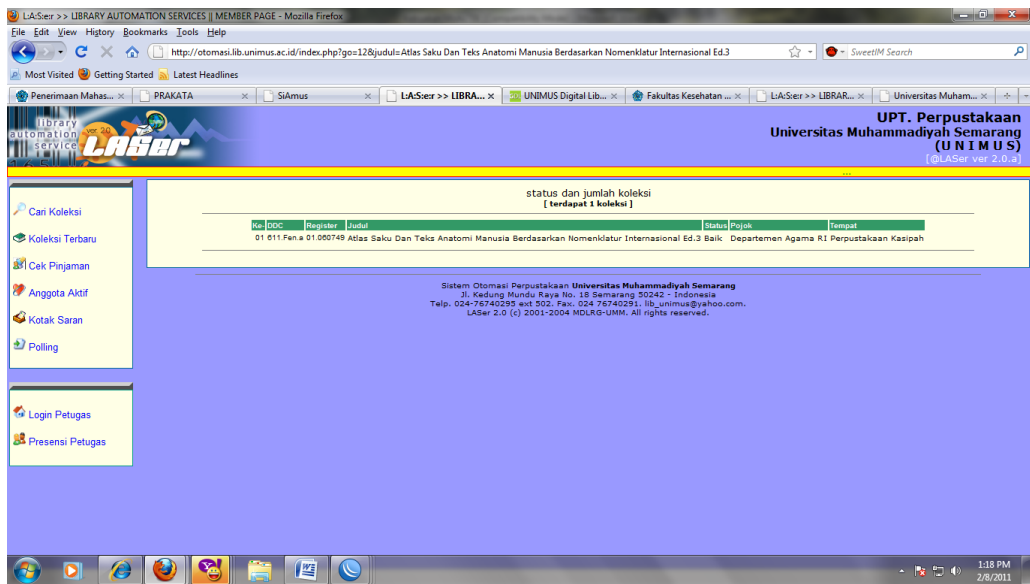 L:A:S:e:r >> LIBRARY AUTOMATION SERVICES || MEMBER PAGE - Mozilla Firefox
File Edit View History Bookmarks Tools Help
http://otomasi.lib.unimus.ac.id/index.php?go=12&judul=Atlas Saku Dan Teks Anatomi Manusia Berdasarkan Nomenklatur Internasional Ed.3
SweetIM Search
Most Visited Getting Started Latest Headlines
Penerimaan Mahas... PRAKATA SiAmus L:A:S:e:r >> LIBRA... UNIMUS Digital Lib... Fakultas Kesehatan ... L:A:S:e:r >> LIBRAR... Universitas Muham...
library
automation ver 2.0
service LASer
UPT. Perpustakaan
Universitas Muhammadiyah Semarang
(U N I M U S)
[@LASer ver 2.0.a]
...
Cari Koleksi
Koleksi Terbaru
Cek Pinjaman
Anggota Aktif
Kotak Saran
Polling
Login Petugas
Presensi Petugas
status dan jumlah koleksi
[ terdapat 1 koleksi ]
Ke- DDC Register Judul Status Pojok Tempat
01 611.Fen.a 01.060749 Atlas Saku Dan Teks Anatomi Manusia Berdasarkan Nomenklatur Internasional Ed.3 Baik Departemen Agama RI Perpustakaan Kasipah
Sistem Otomasi Perpustakaan Universitas Muhammadiyah Semarang
Jl. Kedung Mundu Raya No. 18 Semarang 50242 - Indonesia
Telp. 024-76740295 ext 502. Fax. 024 76740291. lib_unimus@yahoo.com.
LASer 2.0 (c) 2001-2004 MDLRG-UMM. All rights reserved.
1:18 PM
2/8/2011